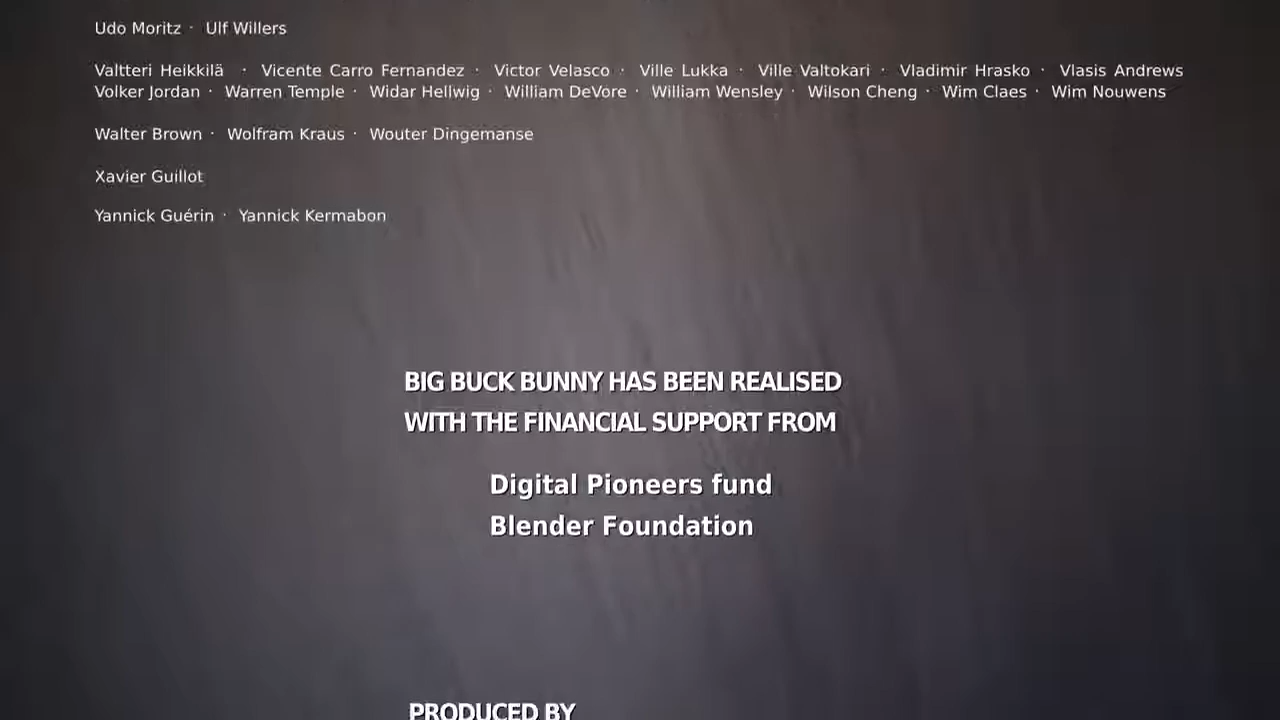 Udo Moritz · Ulf Willers
Valtteri Heikkilä · Vicente Carro Fernandez · Victor Velasco · Ville Lukka · Ville Valtokari · Vladimir Hrasko · Vlasis Andrews
Volker Jordan · Warren Temple · Widar Hellwig · William DeVore · William Wensley · Wilson Cheng · Wim Claes · Wim Nouwens
Walter Brown · Wolfram Kraus · Wouter Dingemanse
Xavier Guillot
Yannick Guérin · Yannick Kermabon
BIG BUCK BUNNY HAS BEEN REALISED
WITH THE FINANCIAL SUPPORT FROM
Digital Pioneers fund
Blender Foundation
PRODUCED BY